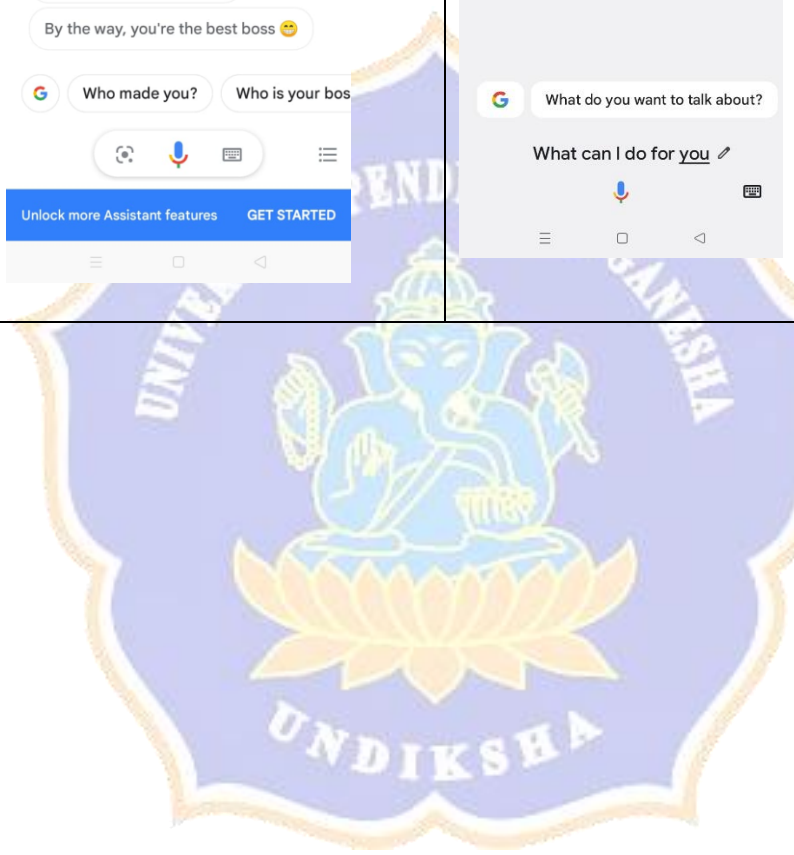 By the way, you're the best boss 😁
Who made you?
Who is your bos
Unlock more Assistant features
GET STARTED
What do you want to talk about?
What can I do for you
UNDIKSHA